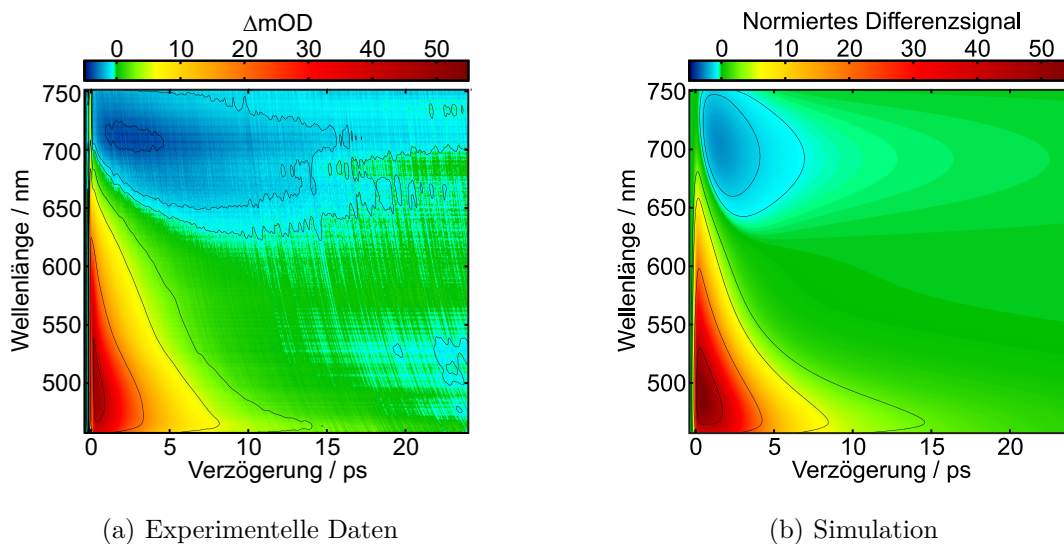 ΔmOD
0 10 20 30 40 50
Wellenlänge / nm
750
700
650
600
550
500
0 5 10 15 20
Verzögerung / ps
(a) Experimentelle Daten
Normiertes Differenzsignal
0 10 20 30 40 50
Wellenlänge / nm
750
700
650
600
550
500
0 5 10 15 20
Verzögerung / ps
(b) Simulation